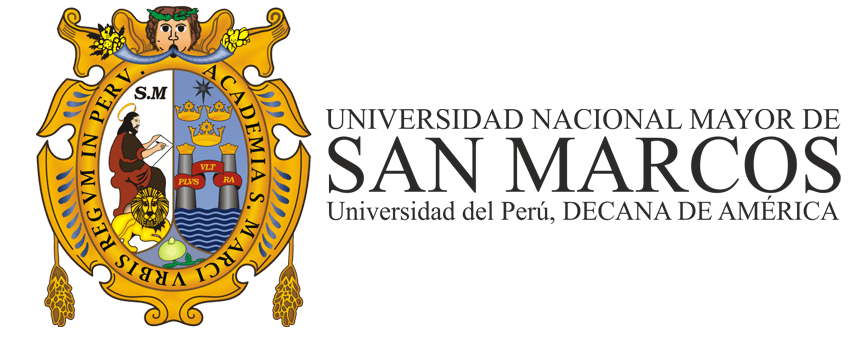 ACADEMIA S. MARCI VRBIS REGVM IN PERV.
S.M
PLVS VLT RA
UNIVERSIDAD NACIONAL MAYOR DE
SAN MARCOS
Universidad del Perú, DECANA DE AMÉRICA